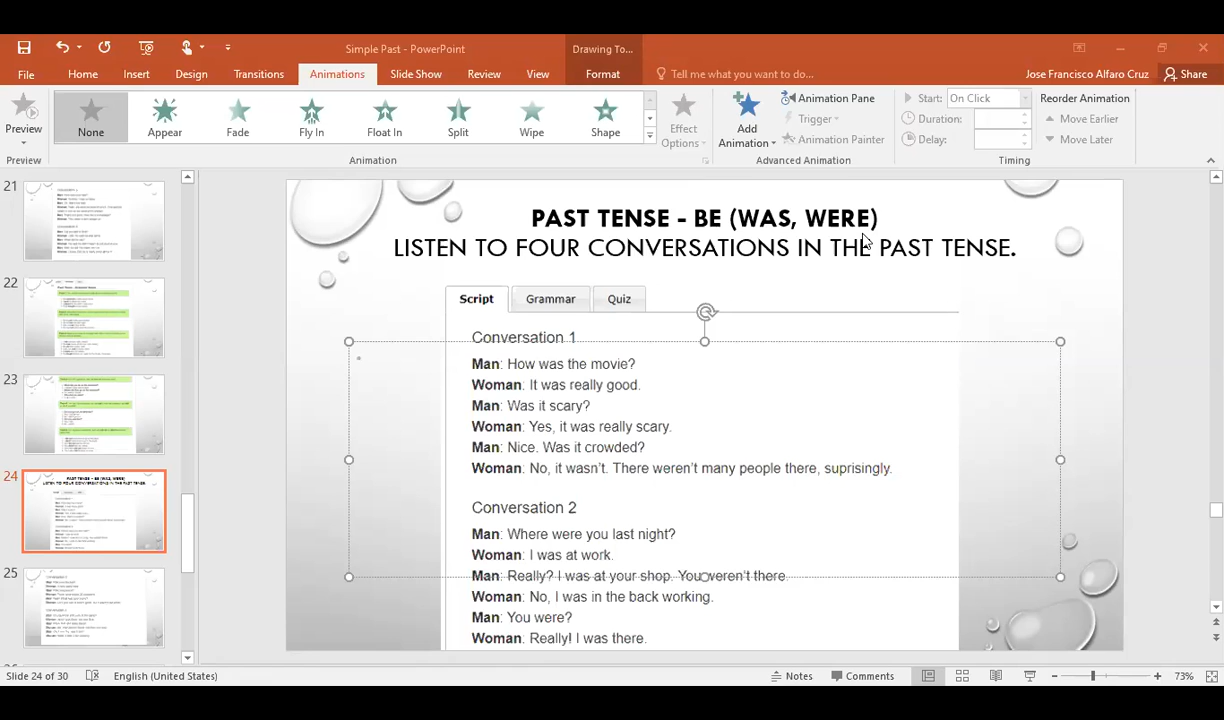 Simple Past - PowerPoint
Drawing To...
File
Home
Insert
Design
Transitions
Animations
Slide Show
Review
View
Format
Tell me what you want to do...
Jose Francisco Alfaro Cruz
Share
Preview
None
Appear
Fade
Fly In
Float In
Split
Wipe
Shape
Effect
Options
Add
Animation
Animation Pane
Trigger
Animation Painter
Start:
On Click
Duration:
Delay:
Reorder Animation
Move Earlier
Move Later
Preview
Animation
Advanced Animation
Timing
21
22
23
24
25
PAST TENSE - BE (WAS, WERE)
LISTEN TO FOUR CONVERSATIONS IN THE PAST TENSE.
Script
Grammar
Quiz
Conversation 1
Man: How was the movie?
Woman: It was really good.
Man: Was it scary?
Woman: Yes, it was really scary.
Man: Nice. Was it crowded?
Woman: No, it wasn't. There weren't many people there, suprisingly.
Conversation 2
Man: Where were you last night?
Woman: I was at work.
Man: Really? I was at your shop. You weren't there.
Woman: No, I was in the back working.
Man: You were?
Woman: Really! I was there.
Slide 24 of 30
English (United States)
Notes
Comments
73%